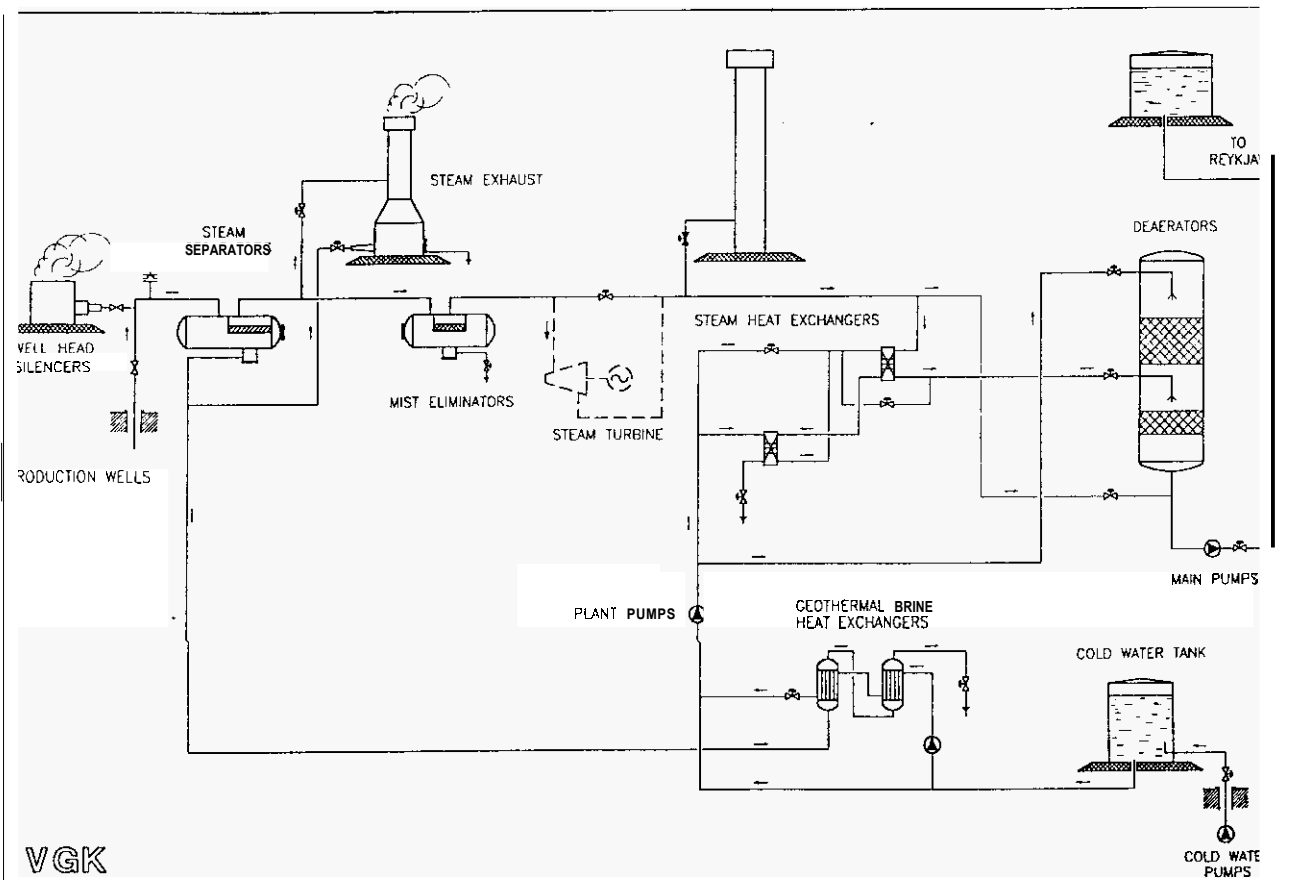 TO
REYKJA
STEAM EXHAUST
DEAERATORS
STEAM
SEPARATORS
STEAM HEAT EXCHANGERS
WELL HEAD
SILENCERS
MIST ELIMINATORS
STEAM TURBINE
RODUCTION WELLS
MAIN PUMPS
PLANT PUMPS
GEOTHERMAL BRINE
HEAT EXCHANGERS
COLD WATER TANK
VGK
COLD WATE
PUMPS